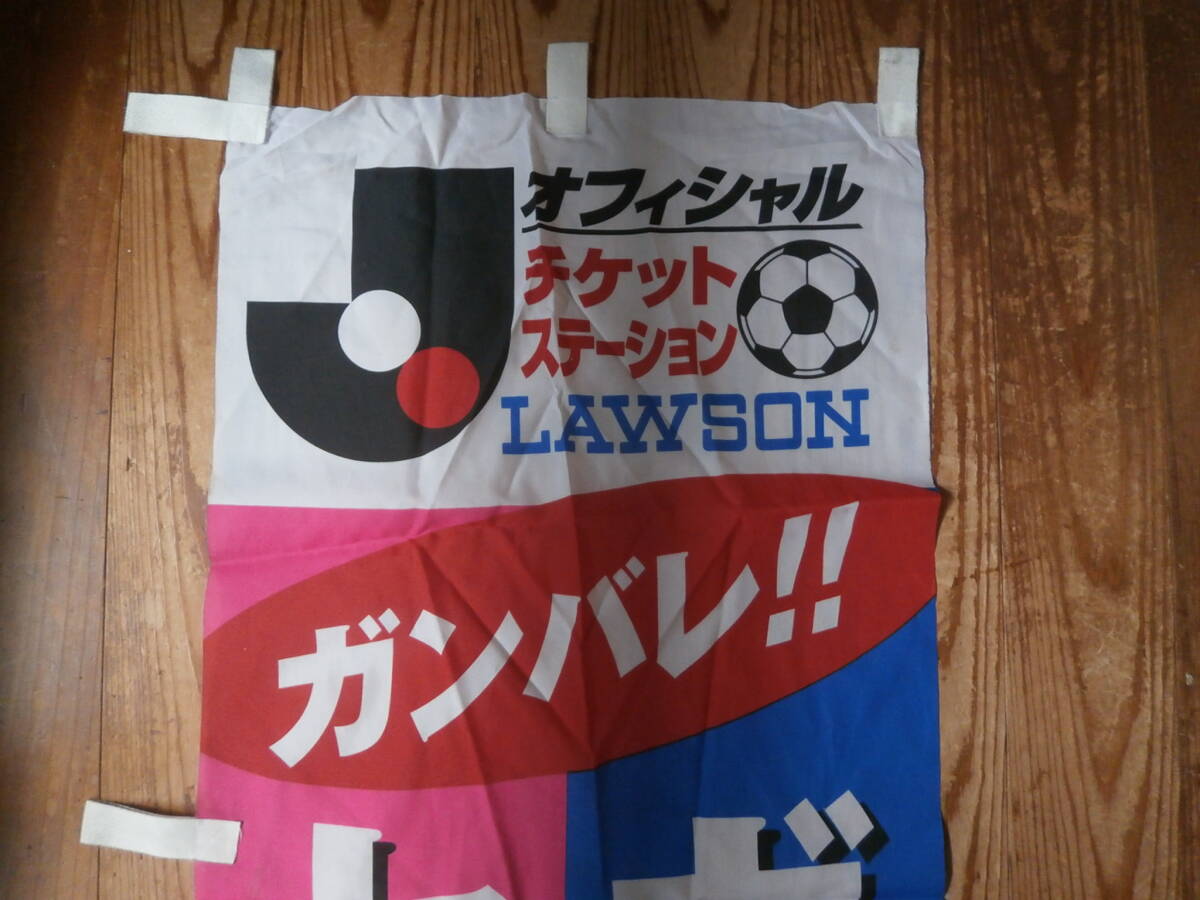 J
オフィシャル
チケット
ステーション
LAWSON
ガンバレ!!